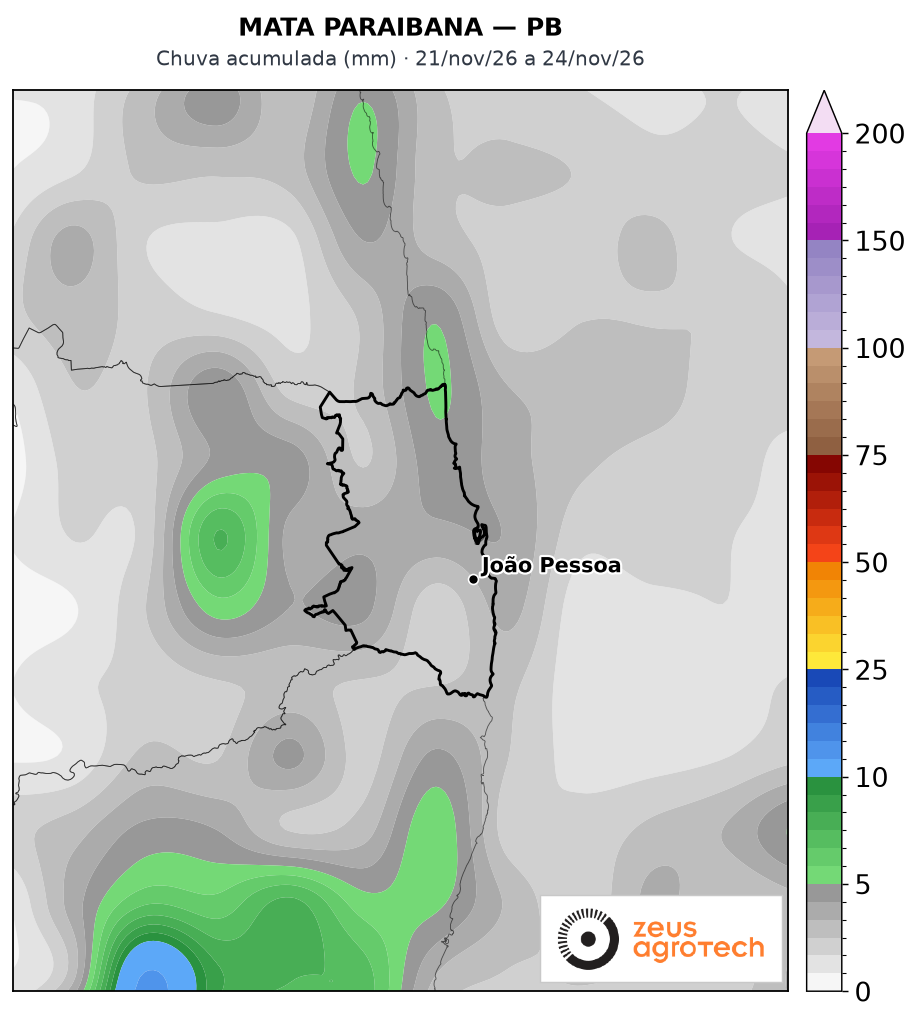 MATA PARAIBANA — PB
Chuva acumulada (mm) · 21/nov/26 a 24/nov/26
200
150
100
75
50
25
10
5
0
João Pessoa
zeus
agrotech